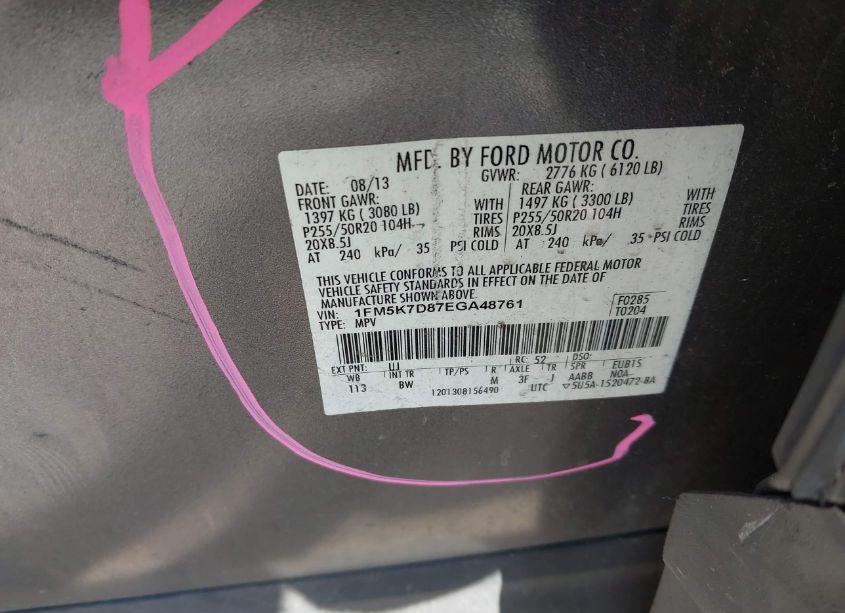 MFD. BY FORD MOTOR CO.
DATE: 08/13
GVWR: 2776 KG ( 6120 LB)
FRONT GAWR:
1397 KG ( 3080 LB) WITH
P255/50R20 104H TIRES
20X8.5J RIMS
AT 240 kPa/ 35 PSI COLD
REAR GAWR:
1497 KG ( 3300 LB) WITH
P255/50R20 104H TIRES
20X8.5J RIMS
AT 240 kPa/ 35 PSI COLD
THIS VEHICLE CONFORMS TO ALL APPLICABLE FEDERAL MOTOR
VEHICLE SAFETY STANDARDS IN EFFECT ON THE DATE OF
MANUFACTURE SHOWN ABOVE.
VIN: 1FM5K7D87EGA48761
TYPE: MPV
F0285
T0204
EXT PNT: UJ RC: 52 DSO:
WB INT TR TP/PS R AXLE TR SPR EUB1S
113 BW M 3F J AABB NOA
1201308156490 UTC ▽5U5A-1520472-BA